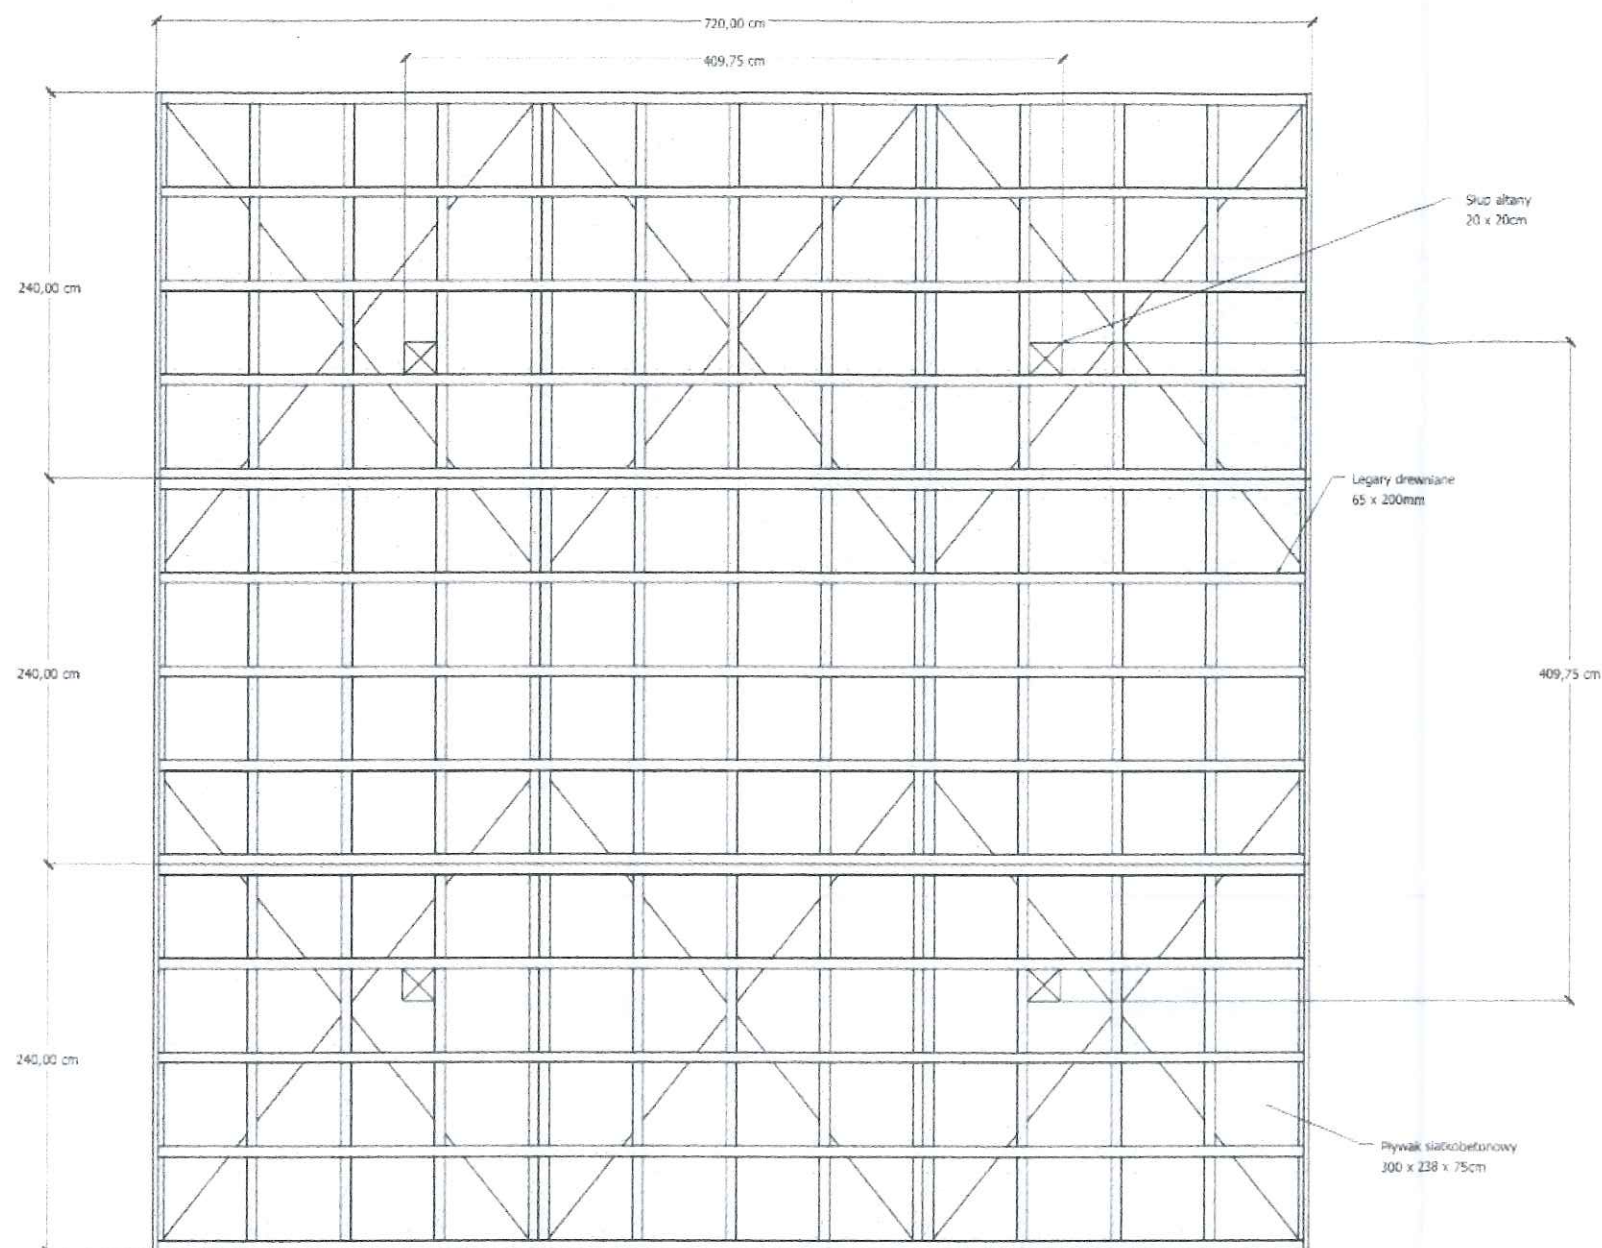 720,00 cm
409,75 cm
Słup altany
20 x 20cm
240,00 cm
Legary drewniane
65 x 200mm
240,00 cm
409,75 cm
240,00 cm
Pływak siatkobetonowy
300 x 238 x 75cm